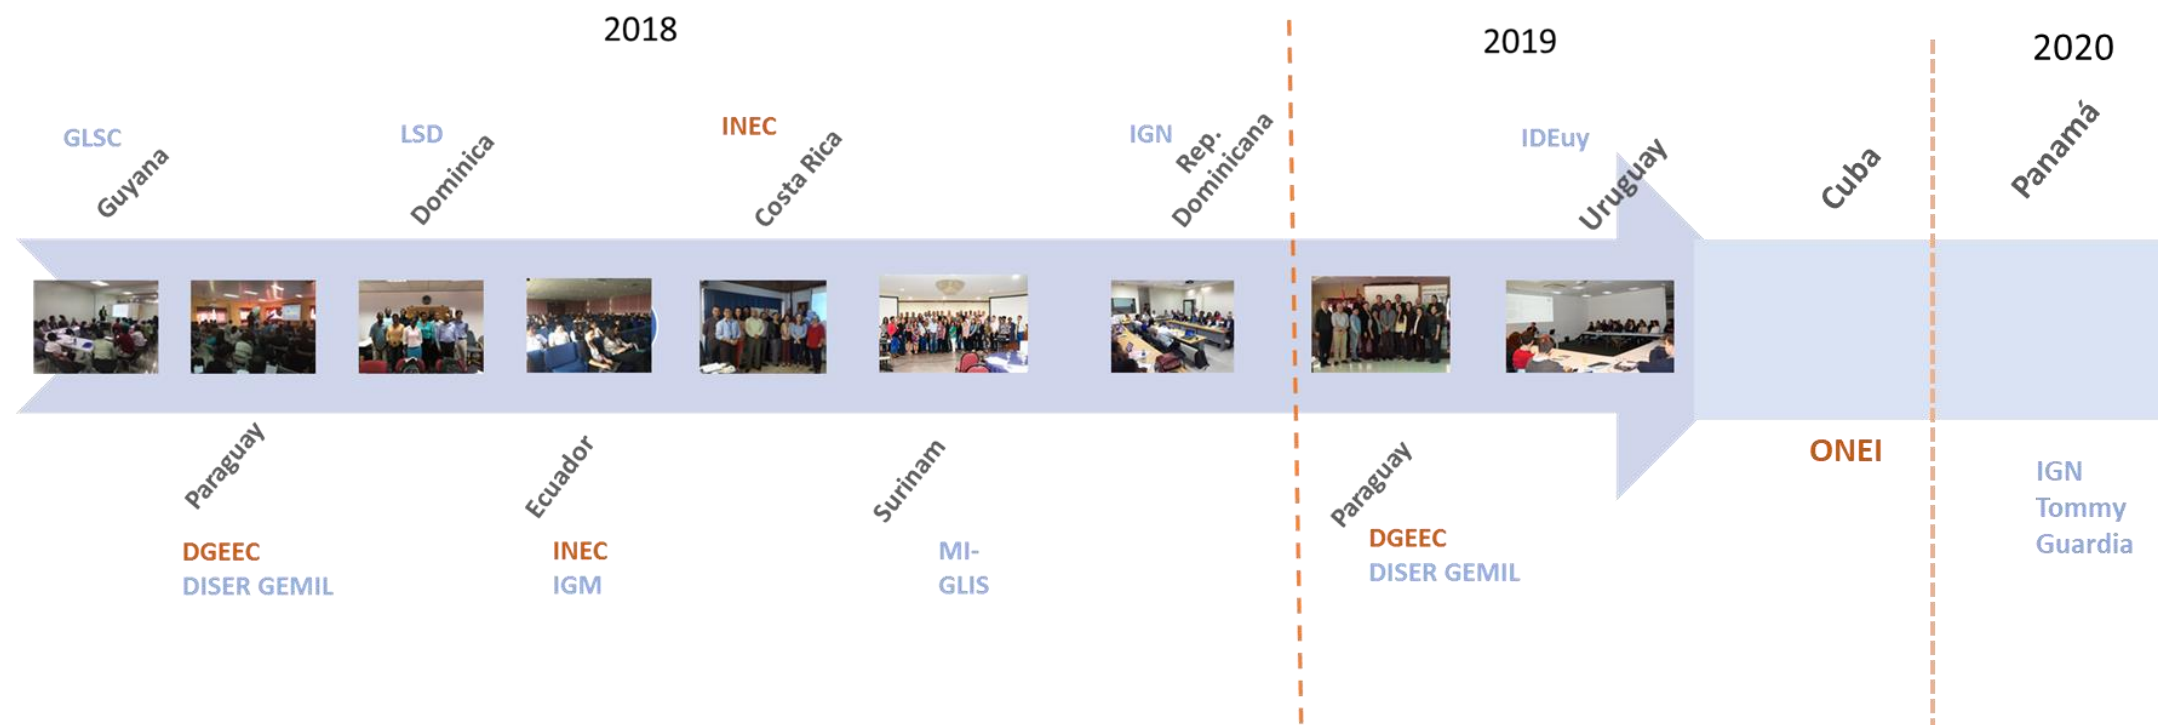 2018
2019
2020
GLSC
Guyana
LSD
Dominica
INEC
Costa Rica
IGN
Rep.
Dominicana
IDEuy
Uruguay
Cuba
Panamá
Paraguay
DGEEC
DISER GEMIL
Ecuador
INEC
IGM
Surinam
MI-
GLIS
Paraguay
DGEEC
DISER GEMIL
ONEI
IGN
Tommy
Guardia